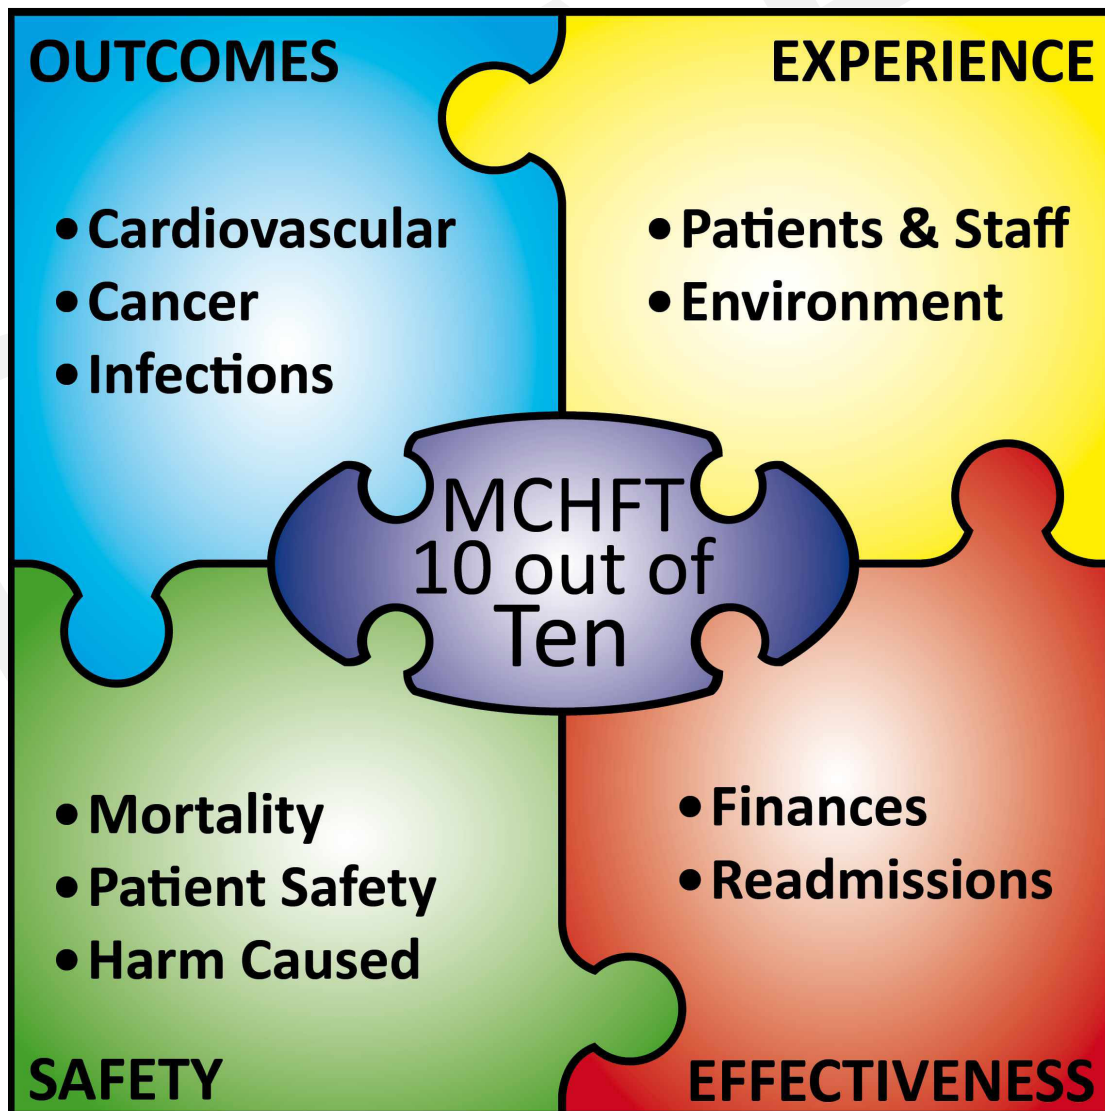 OUTCOMES
• Cardiovascular
• Cancer
• Infections
EXPERIENCE
• Patients & Staff
• Environment
MCHFT
10 out of
Ten
• Mortality
• Patient Safety
• Harm Caused
SAFETY
• Finances
• Readmissions
EFFECTIVENESS